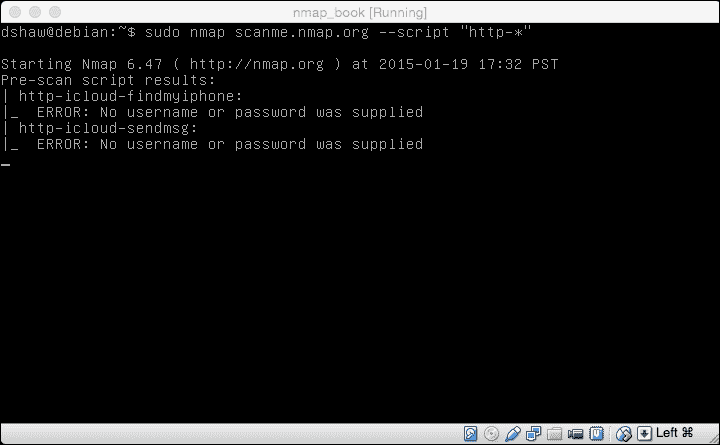 nmap_book [Running]
dshaw@debian:~$ sudo nmap scanme.nmap.org --script "http-*"
Starting Nmap 6.47 ( http://nmap.org ) at 2015-01-19 17:32 PST
Pre-scan script results:
| http-icloud-findmyiphone:
|_  ERROR: No username or password was supplied
| http-icloud-sendmsg:
|_  ERROR: No username or password was supplied
Left ⌘